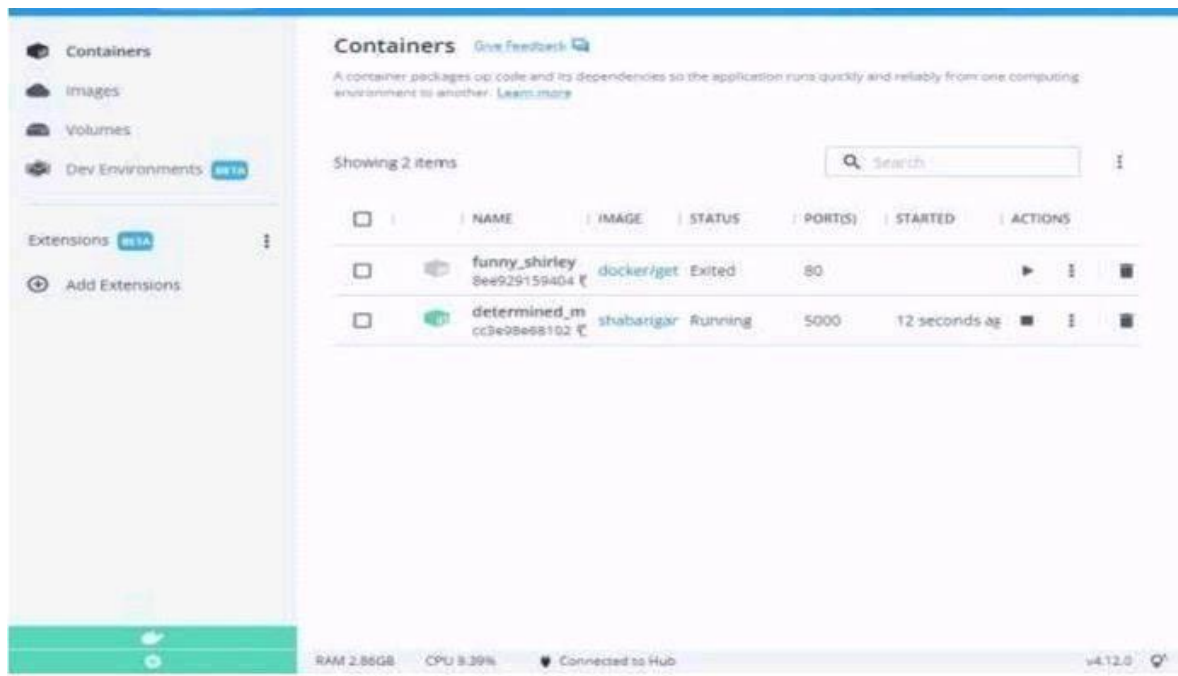 Containers
Images
Volumes
Dev Environments BETA
Extensions BETA
Add Extensions
Containers Give Feedback
A container packages up code and its dependencies so the application runs quickly and reliably from one computing
environment to another. Learn more
Showing 2 items
Search
NAME IMAGE STATUS PORT(S) STARTED ACTIONS
funny_shirley docker/get Exited 80
8ee929159404
determined_m shabarigar Running 5000 12 seconds ag
cc3e98e68102
RAM 2.86GB CPU 9.39% Connected to Hub v4.12.0